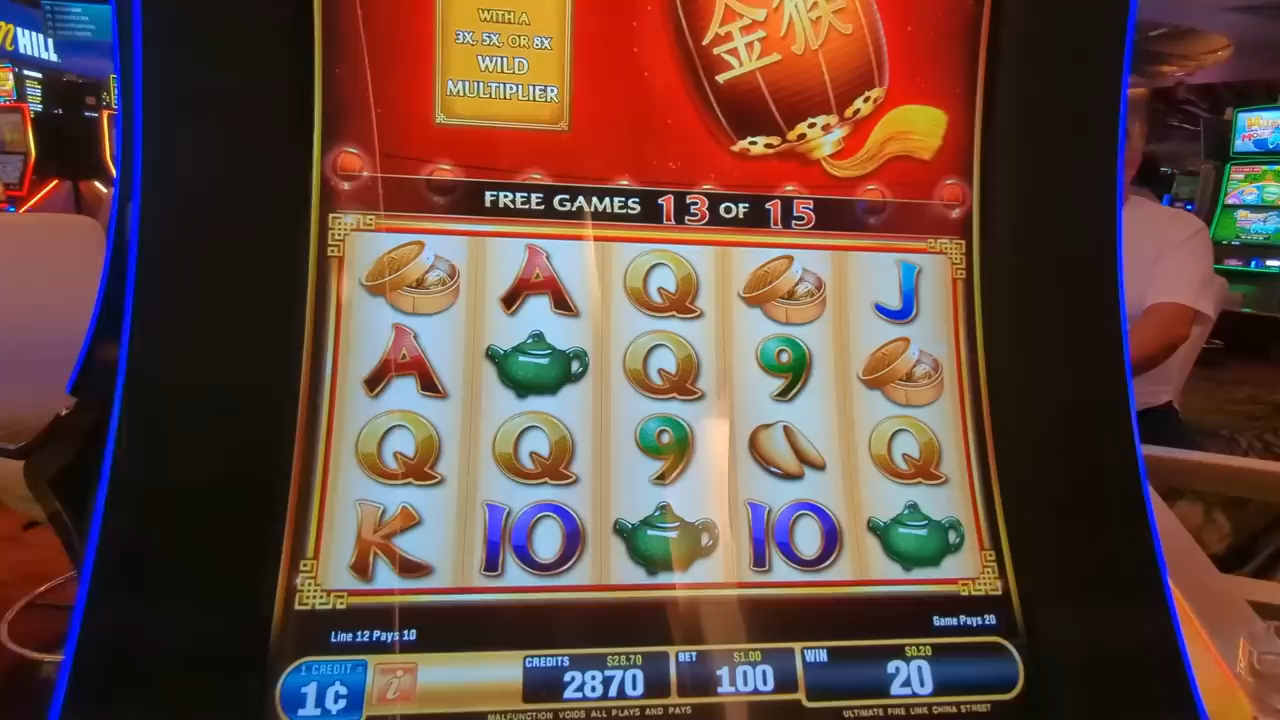 HILL
WITH A
3X, 5X, OR 8X
WILD
MULTIPLIER
金猴
FREE GAMES 13 OF 15
A Q J
A Q 9
Q Q 9 Q
K 10 10
Line 12 Pays 10
Game Pays 20
1 CREDIT =
1¢
i
CREDITS $28.70
2870
BET $1.00
100
WIN $0.20
20
MALFUNCTION VOIDS ALL PLAYS AND PAYS
ULTIMATE FIRE LINK CHINA STREET